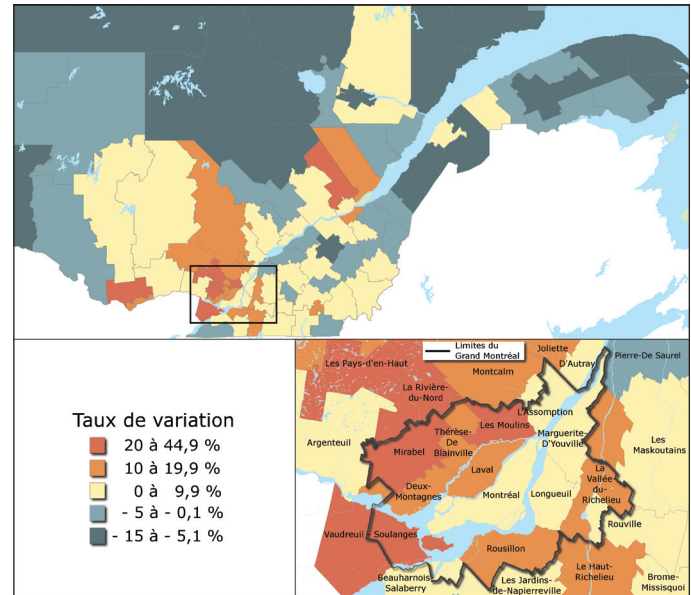 Taux de variation
20 à 44,9 %
10 à 19,9 %
0 à 9,9 %
- 5 à - 0,1 %
- 15 à - 5,1 %
Limites du
Grand Montréal
Joliette
D'Autray
Pierre-De Saurel
Les Pays-d'en-Haut
Montcalm
La Rivière-
du-Nord
L'Assomption
Les Moulins
Argenteuil
Thérèse-
De
Blainville
Marguerite-
D'Youville
Les
Maskoutains
Mirabel
Laval
La
Vallée-
du-
Richelieu
Deux-
Montagnes
Montréal
Longueuil
Rouville
Vaudreuil - Soulanges
Rousillon
Le Haut-
Richelieu
Beauharnois-
Salaberry
Les Jardins-
de-Napierreville
Brome-
Missisquoi